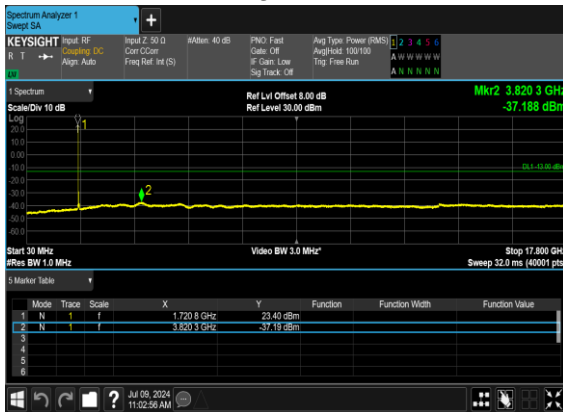 Spectrum Analyzer 1
Swept SA
KEYSIGHT Input: RF Input Z: 50 Ω #Atten: 40 dB PNO: Fast Avg Type: Power (RMS) 1 2 3 4 5 6
R T Coupling: DC Corr CCorr Gate: Off Avg|Hold: 100/100 A W W W W W
Align: Auto Freq Ref: Int (S) IF Gain: Low Trig: Free Run
LXI Sig Track: Off A N N N N N
1 Spectrum Ref Lvl Offset 8.00 dB Mkr2 3.820 3 GHz
Scale/Div 10 dB Ref Level 30.00 dBm -37.188 dBm
Log
20.0
10.0
0.00
-10.0
-20.0
-30.0
-40.0
-50.0
-60.0
1
DL1 -13.00 dBm
2
Start 30 MHz Video BW 3.0 MHz* Stop 17.800 GHz
#Res BW 1.0 MHz Sweep 32.0 ms (40001 pts)
5 Marker Table
Mode Trace Scale X Y Function Function Width Function Value
1 N 1 f 1.720 8 GHz 23.40 dBm
2 N 1 f 3.820 3 GHz -37.19 dBm
3
4
5
6
? Jul 09, 2024
11:02:56 AM